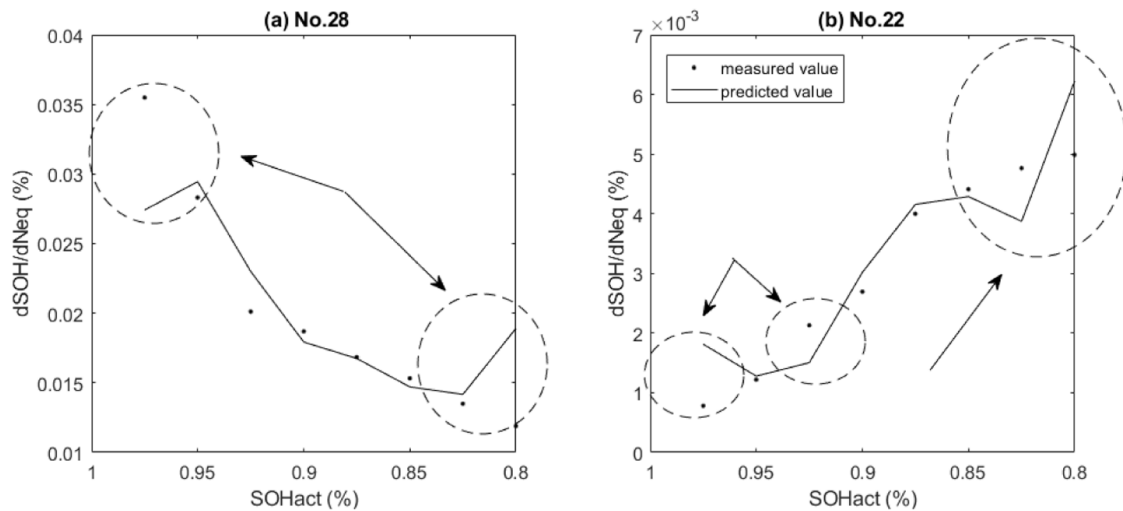 (a) No.28
0.04
0.035
0.03
0.025
0.02
0.015
0.01
dSOH/dNeq (%)
1 0.95 0.9 0.85 0.8
SOHact (%)
(b) No.22
×10-3
7
6
5
4
3
2
1
0
dSOH/dNeq (%)
measured value
predicted value
1 0.95 0.9 0.85 0.8
SOHact (%)